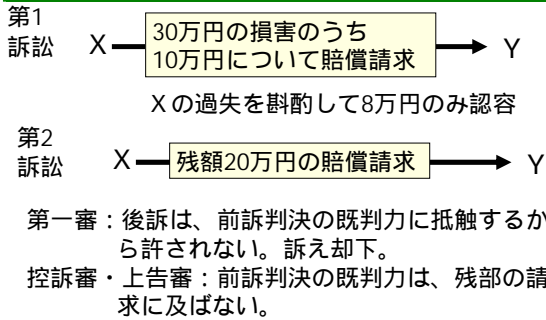 第1
訴訟
X
30万円の損害のうち
10万円について賠償請求
Y
Xの過失を斟酌して8万円のみ認容
第2
訴訟
X
残額20万円の賠償請求
Y
第一審：後訴は、前訴判決の既判力に抵触するか
ら許されない。訴え却下。
控訴審・上告審：前訴判決の既判力は、残部の請
求に及ばない。